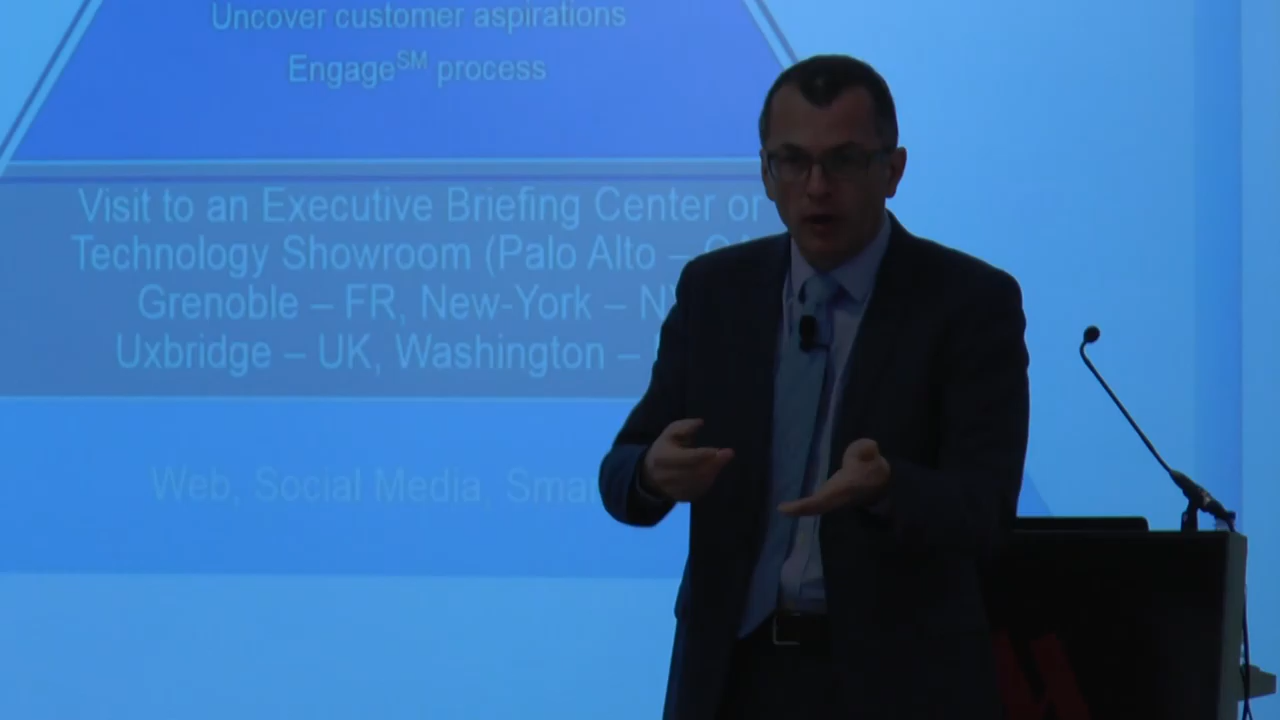 Uncover customer aspirations
Engage℠ process
Visit to an Executive Briefing Center or
Technology Showroom (Palo Alto –
Grenoble – FR, New-York –
Uxbridge – UK, Washington –
Web, Social Media,